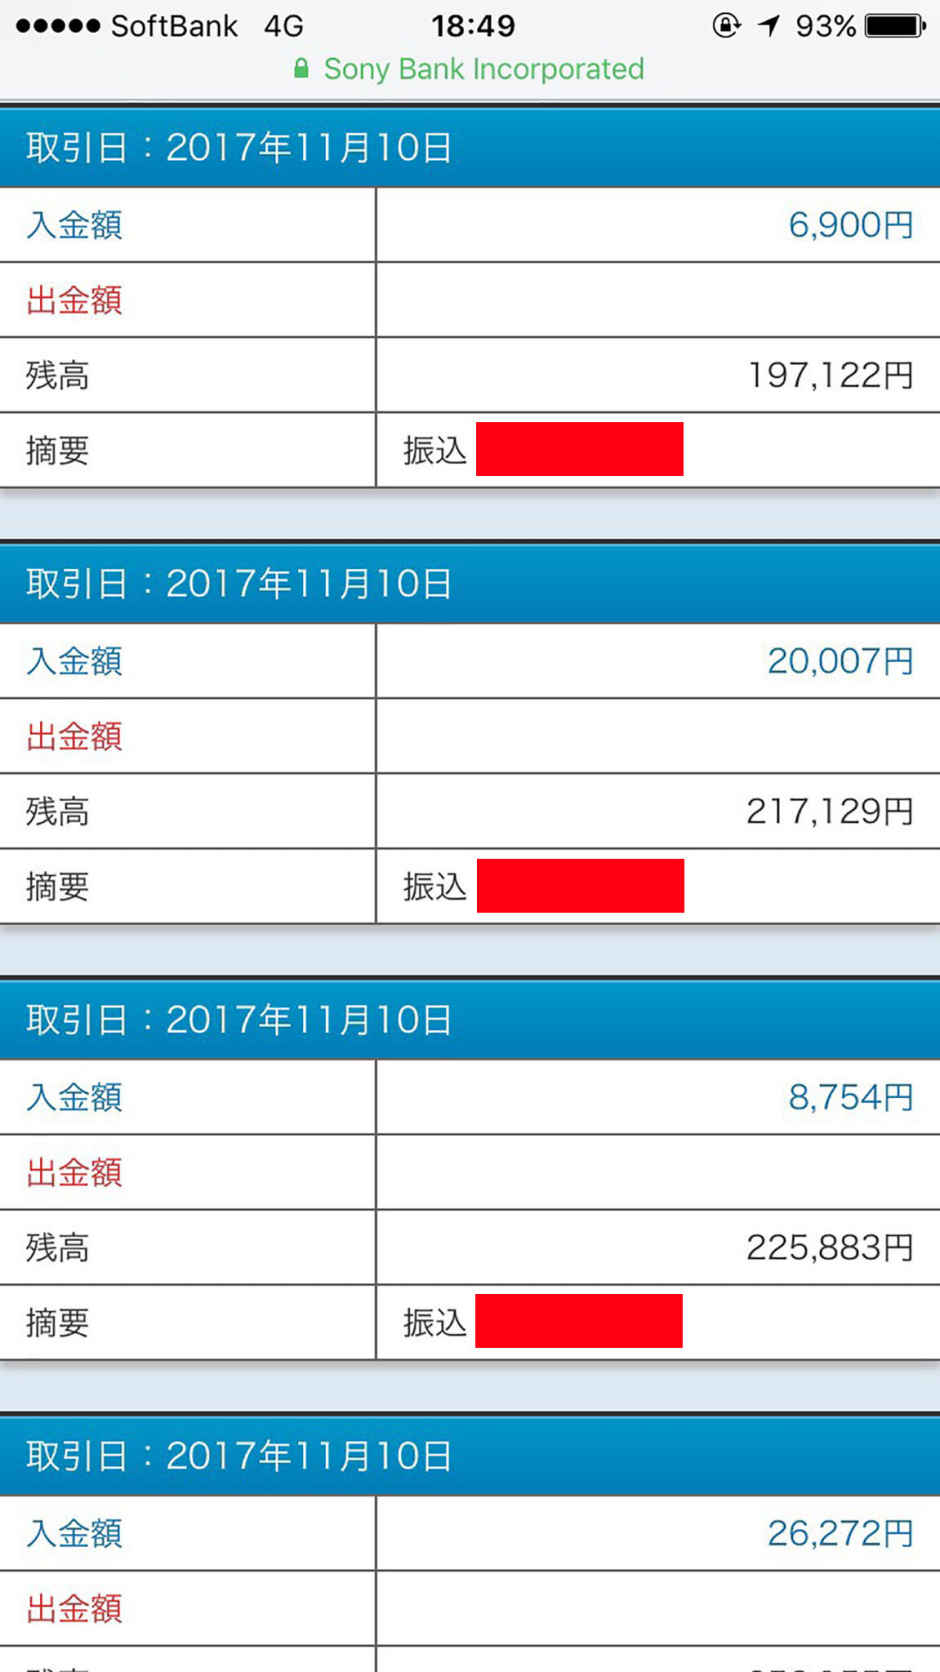 SoftBank 4G 18:49 93%
Sony Bank Incorporated
取引日：2017年11月10日
入金額 6,900円
出金額
残高 197,122円
摘要 振込
取引日：2017年11月10日
入金額 20,007円
出金額
残高 217,129円
摘要 振込
取引日：2017年11月10日
入金額 8,754円
出金額
残高 225,883円
摘要 振込
取引日：2017年11月10日
入金額 26,272円
出金額